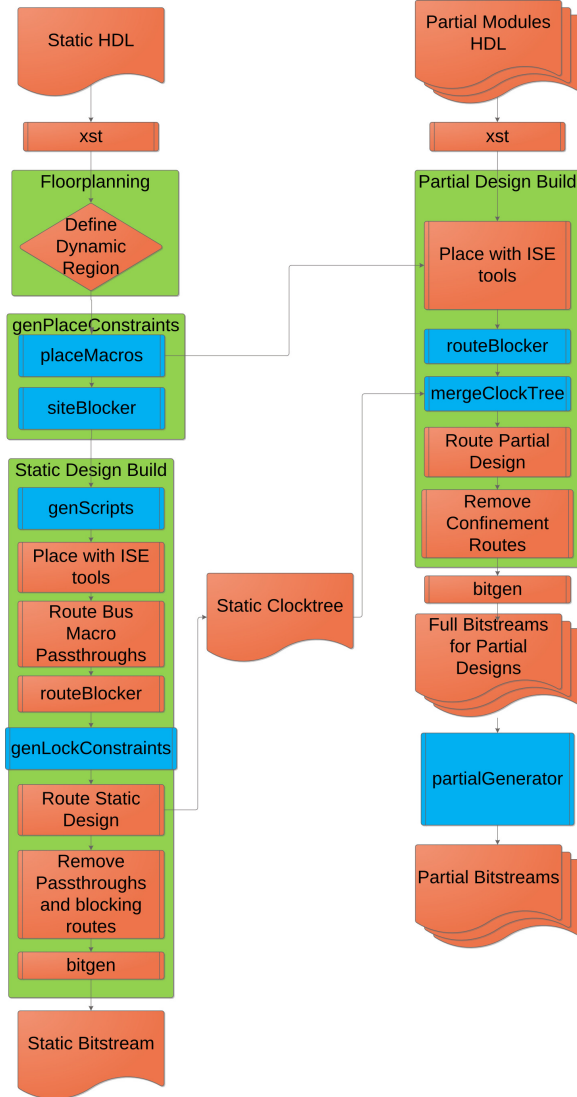 Static HDL
xst
Floorplanning
Define
Dynamic
Region
genPlaceConstraints
placeMacros
siteBlocker
Static Design Build
genScripts
Place with ISE
tools
Route Bus
Macro
Passthroughs
routeBlocker
genLockConstraints
Route Static
Design
Remove
Passthroughs
and blocking
routes
bitgen
Static Bitstream
Static Clocktree
Partial Modules
HDL
xst
Partial Design Build
Place with ISE
tools
routeBlocker
mergeClockTree
Route Partial
Design
Remove
Confinement
Routes
bitgen
Full Bitstreams
for Partial
Designs
partialGenerator
Partial Bitstreams